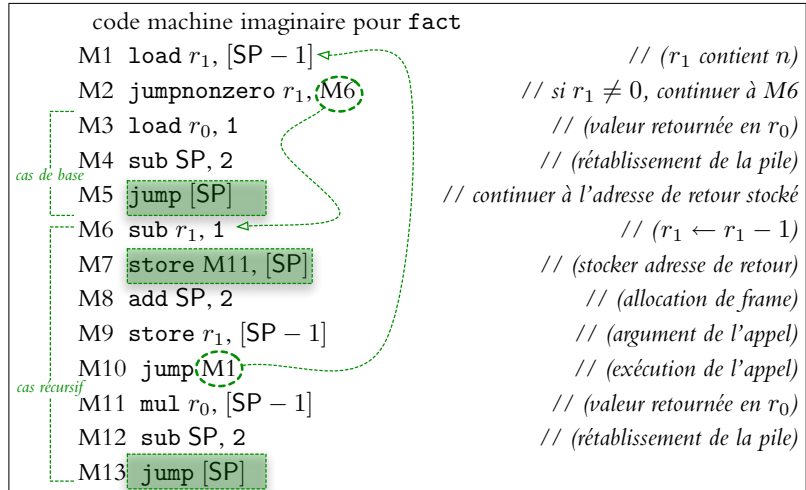 code machine imaginaire pour fact
M1 load r₁, [SP − 1] // (r₁ contient n)
M2 jumpnonzero r₁, M6 // si r₁ ≠ 0, continuer à M6
M3 load r₀, 1 // (valeur retournée en r₀)
M4 sub SP, 2 // (rétablissement de la pile)
cas de base
M5 jump [SP] // continuer à l'adresse de retour stocké
M6 sub r₁, 1 // (r₁ ← r₁ − 1)
M7 store M11, [SP] // (stocker adresse de retour)
M8 add SP, 2 // (allocation de frame)
M9 store r₁, [SP − 1] // (argument de l'appel)
M10 jump M1 // (exécution de l'appel)
cas récursif
M11 mul r₀, [SP − 1] // (valeur retournée en r₀)
M12 sub SP, 2 // (rétablissement de la pile)
M13 jump [SP]